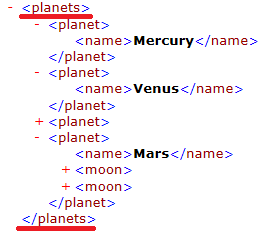 - <planets>
- <planet>
<name>Mercury</name>
</planet>
- <planet>
<name>Venus</name>
</planet>
+ <planet>
- <planet>
<name>Mars</name>
+ <moon>
+ <moon>
</planet>
</planets>